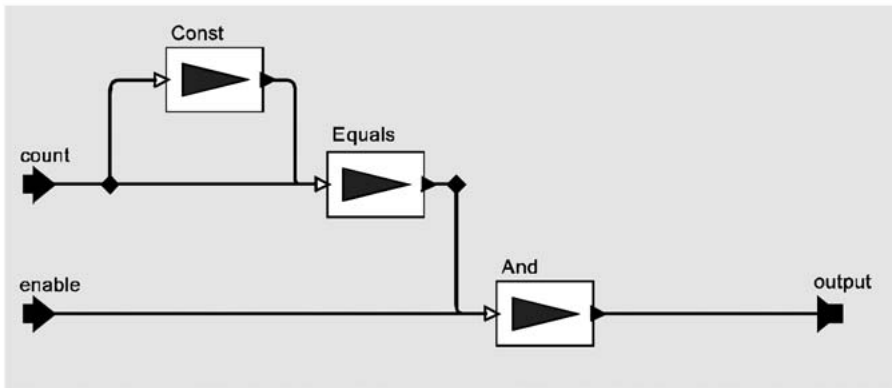 Const
Equals
count
And
enable
output